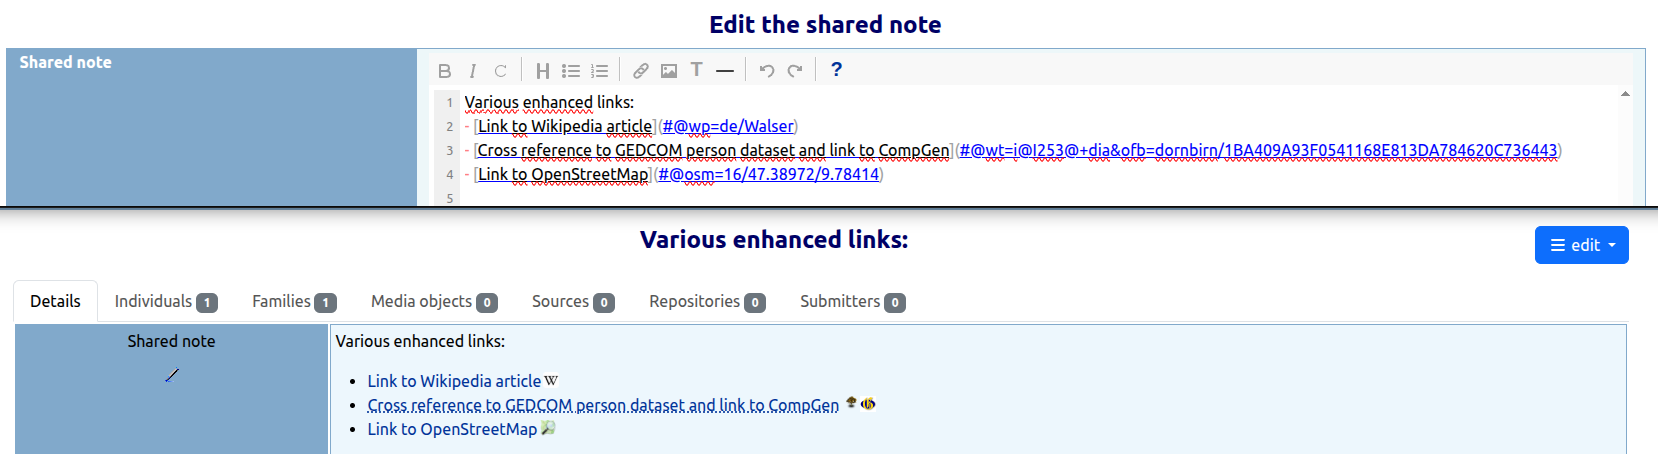 Edit the shared note
Shared note
B I C H T ?
1 Various enhanced links:
2 - [Link to Wikipedia article](#@wp=de/Walser)
3 - [Cross reference to GEDCOM person dataset and link to CompGen](#@wt=i@I253@+dia&ofb=dornbirn/1BA409A93F0541168E813DA784620C736443)
4 - [Link to OpenStreetMap](#@osm=16/47.38972/9.78414)
5
Various enhanced links:
edit
Details Individuals 1 Families 1 Media objects 0 Sources 0 Repositories 0 Submitters 0
Shared note
Various enhanced links:
• Link to Wikipedia article W
• Cross reference to GEDCOM person dataset and link to CompGen
• Link to OpenStreetMap